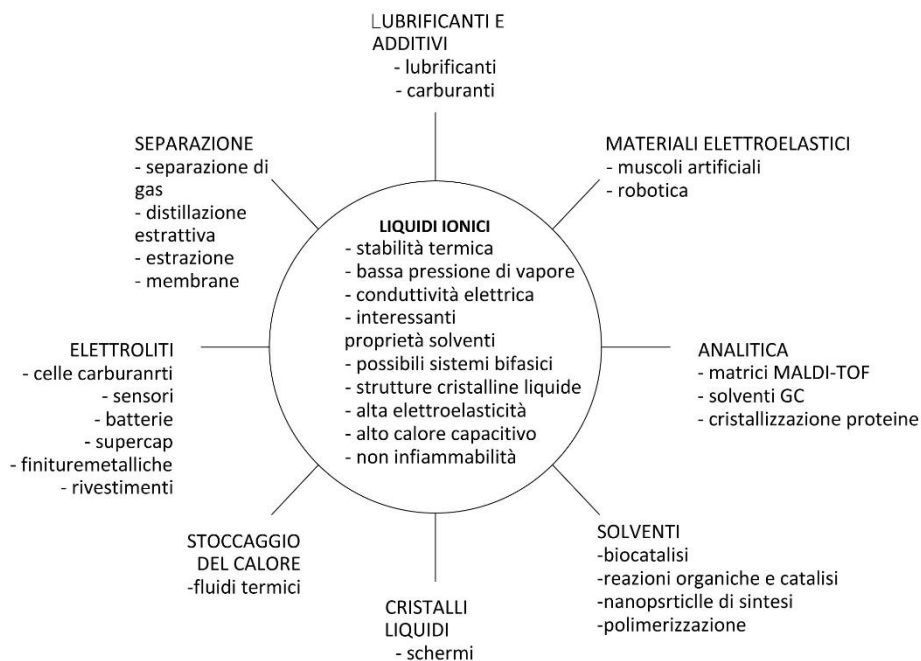 LUBRIFICANTI E
ADDITIVI
- lubrificanti
- carburanti
SEPARAZIONE
- separazione di
gas
- distillazione
estrattiva
- estrazione
- membrane
MATERIALI ELETTROELASTICI
- muscoli artificiali
- robotica
LIQUIDI IONICI
- stabilità termica
- bassa pressione di vapore
- conduttività elettrica
- interessanti
proprietà solventi
- possibili sistemi bifasici
- strutture cristalline liquide
- alta elettroelasticità
- alto calore capacitivo
- non infiammabilità
ELETTROLITI
- celle carburanrti
- sensori
- batterie
- supercap
- finituremetalliche
- rivestimenti
ANALITICA
- matrici MALDI-TOF
- solventi GC
- cristallizzazione proteine
STOCCAGGIO
DEL CALORE
-fluidi termici
CRISTALLI
LIQUIDI
- schermi
SOLVENTI
-biocatalisi
-reazioni organiche e catalisi
-nanopsrticlle di sintesi
-polimerizzazione